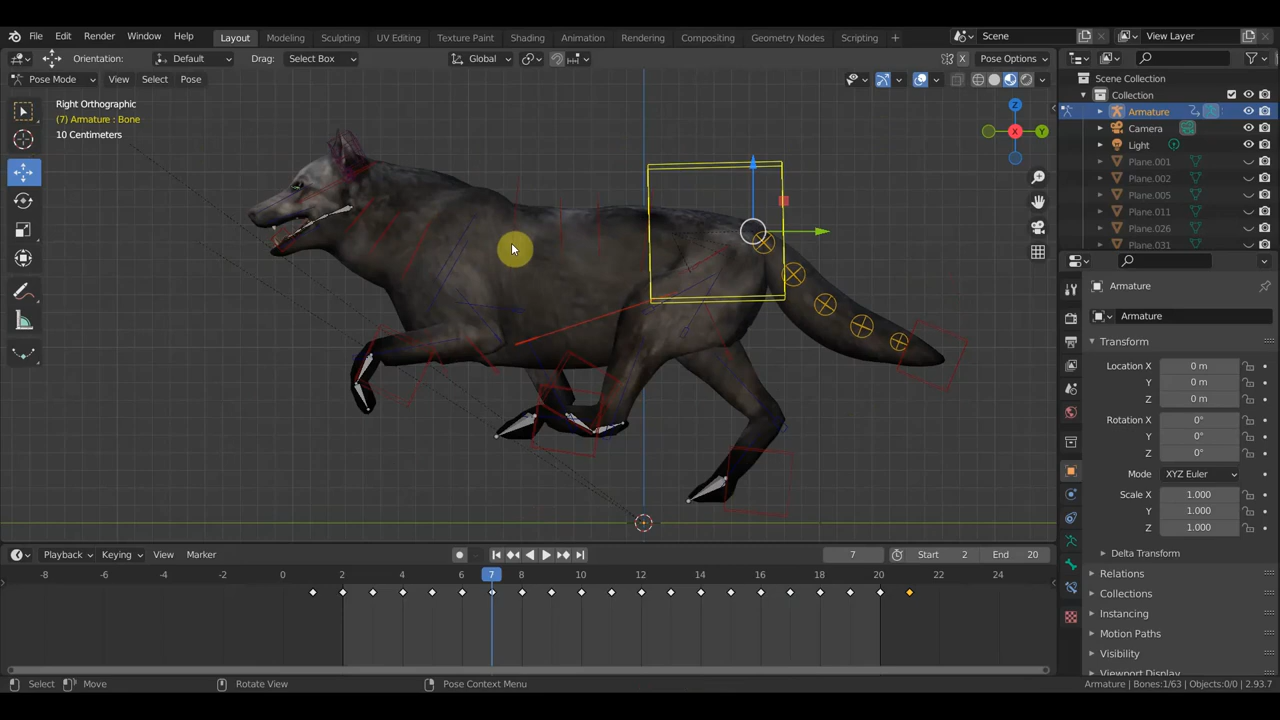 File Edit Render Window Help Layout Modeling Sculpting UV Editing Texture Paint Shading Animation Rendering Compositing Geometry Nodes Scripting + Scene View Layer
Orientation: Default Drag: Select Box Global X Pose Options
Pose Mode View Select Pose
Right Orthographic
(7) Armature : Bone
10 Centimeters
Z
X
Y
Scene Collection
Collection
Armature
Camera
Light
Plane.001
Plane.002
Plane.005
Plane.011
Plane.026
Plane.031
Armature
Armature
Transform
Location X 0 m
Y 0 m
Z 0 m
Rotation X 0°
Y 0°
Z 0°
Mode XYZ Euler
Scale X 1.000
Y 1.000
Z 1.000
Delta Transform
Relations
Collections
Instancing
Motion Paths
Visibility
Viewport Display
Playback Keying View Marker 7 Start 2 End 20
-8 -6 -4 -2 0 2 4 6 7 8 10 12 14 16 18 20 22 24
Select Move Rotate View Pose Context Menu Armature | Bones:1/63 | Objects:0/0 | 2.93.7